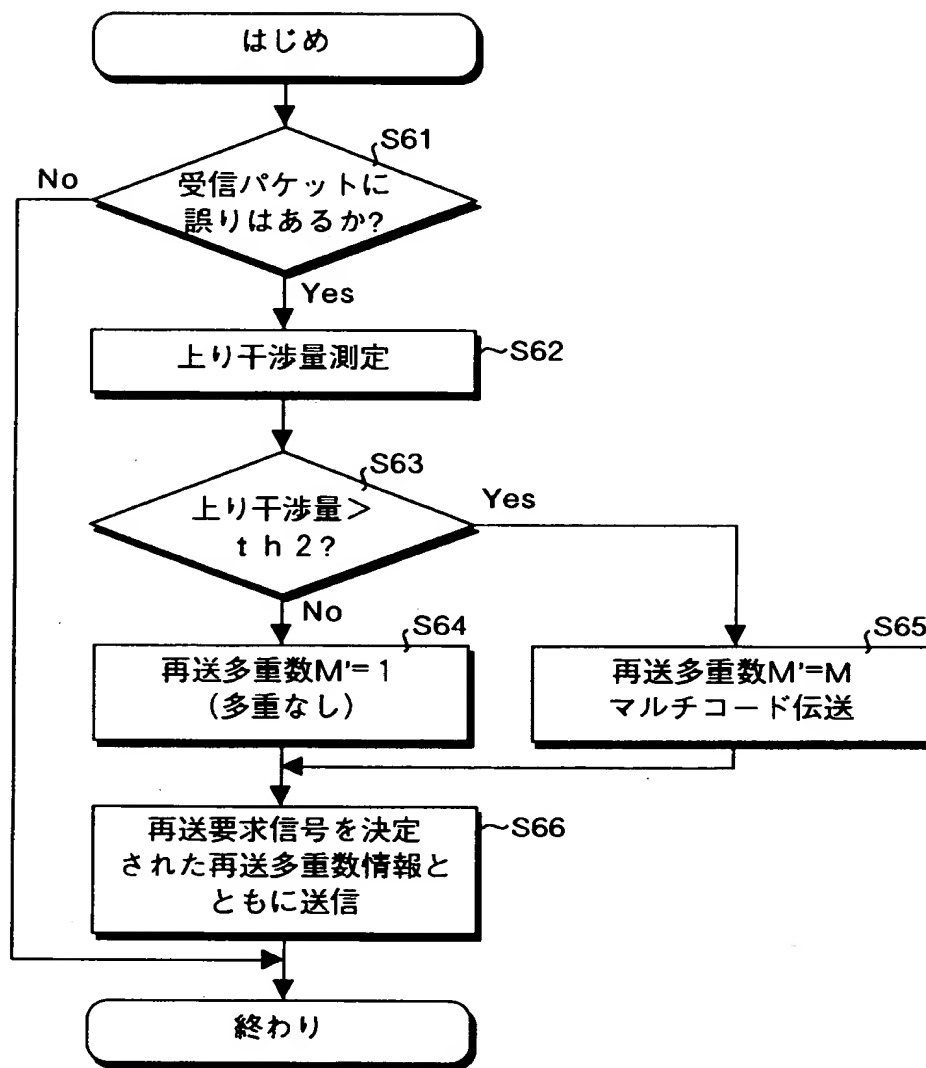 はじめ
S61
No
受信パケットに
誤りはあるか?
Yes
上り干渉量測定
S62
S63
上り干渉量>
th2?
Yes
No
S64
再送多重数M'=1
(多重なし)
S65
再送多重数M'=M
マルチコード伝送
再送要求信号を決定
された再送多重数情報と
ともに送信
S66
終わり